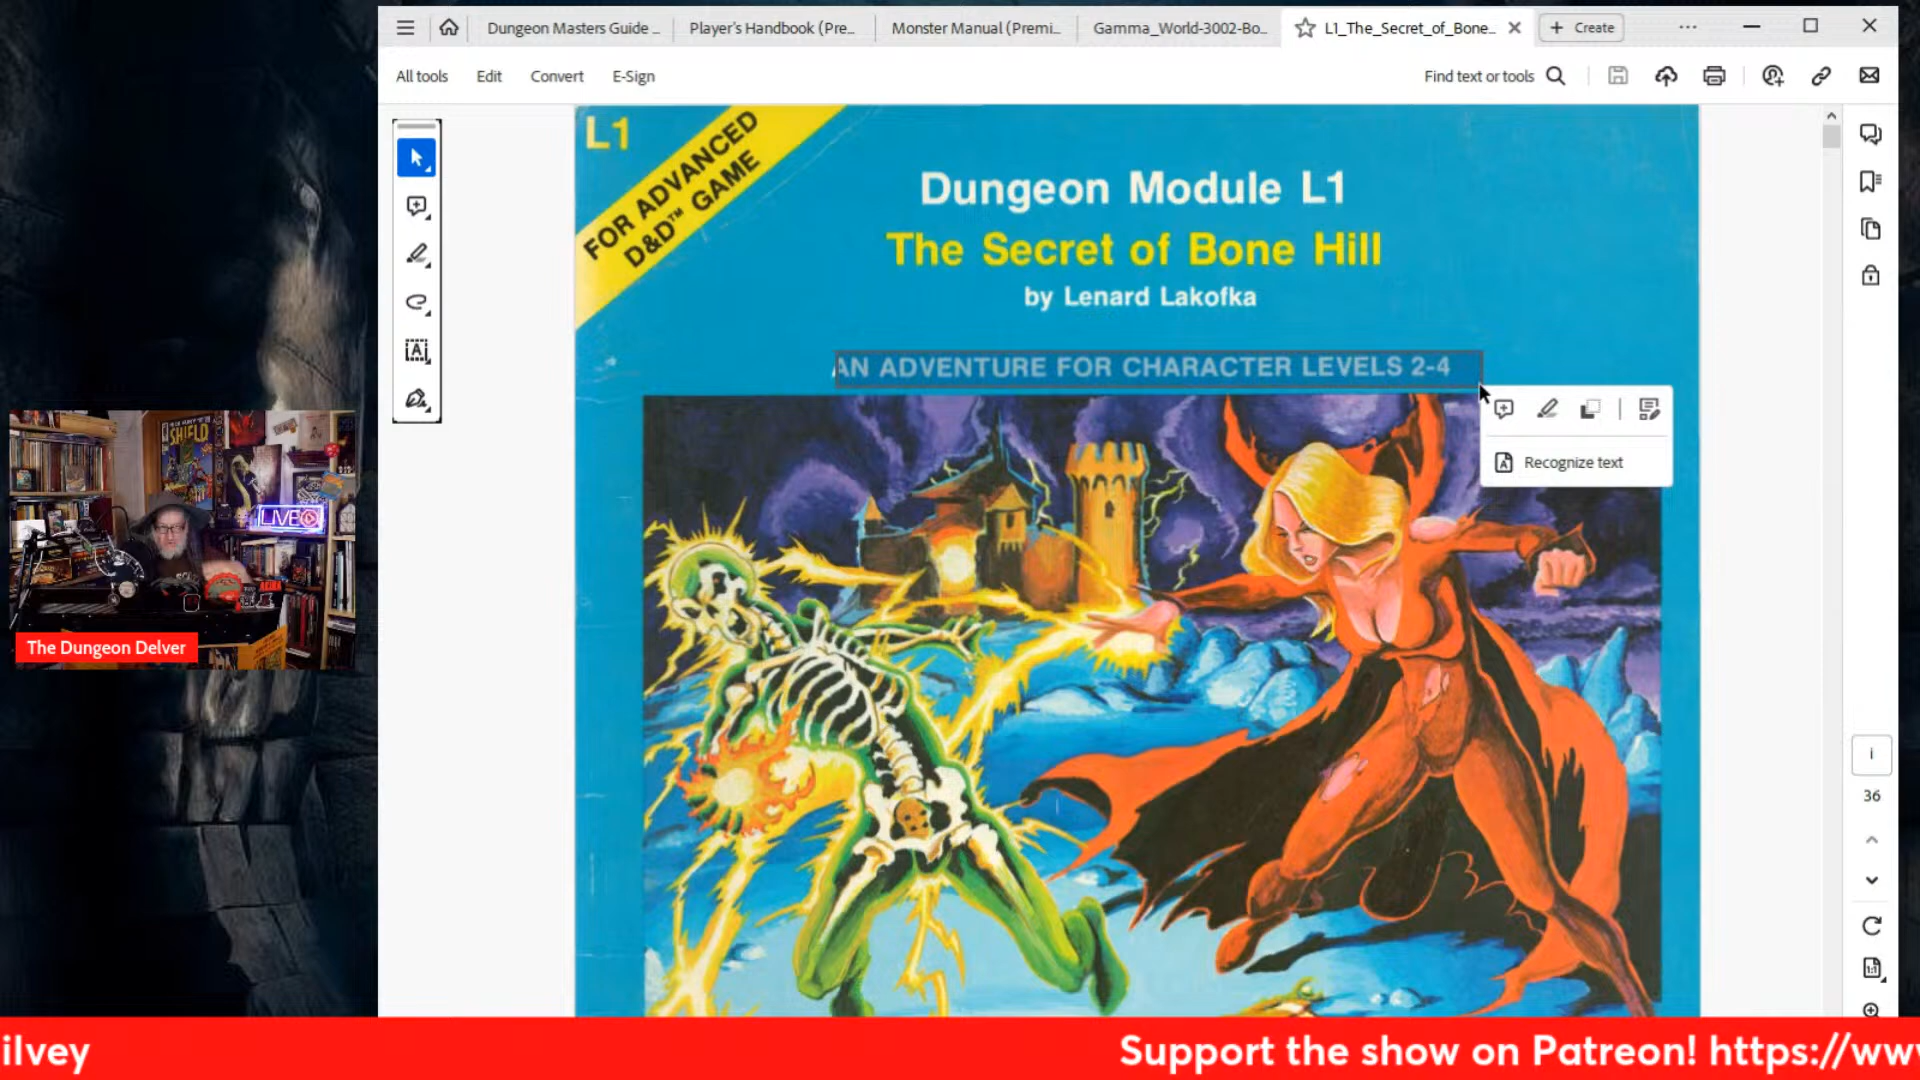 Dungeon Masters Guide ...
Player's Handbook (Pre...
Monster Manual (Premi...
Gamma_World-3002-Bo...
L1_The_Secret_of_Bone...
Create
All tools
Edit
Convert
E-Sign
Find text or tools
L1
FOR ADVANCED
D&D™ GAME
Dungeon Module L1
The Secret of Bone Hill
by Lenard Lakofka
AN ADVENTURE FOR CHARACTER LEVELS 2-4
Recognize text
SHIELD
LIVE
The Dungeon Delver
i
36
ilvey
Support the show on Patreon! https://ww